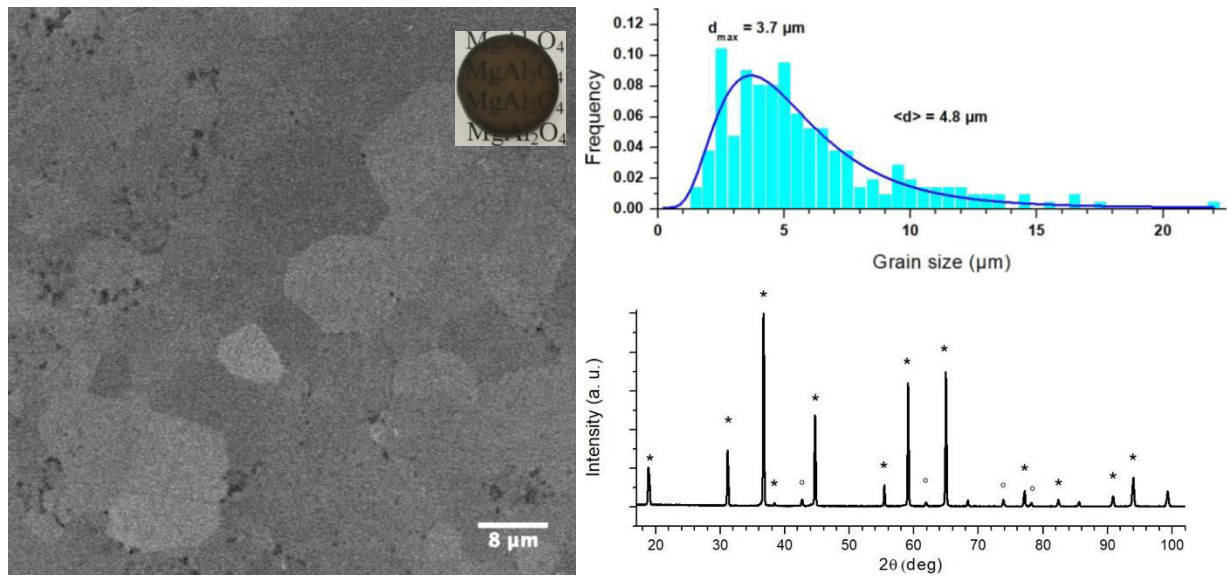 MgAl₂O₄
MgAl₂O₄
MgAl₂O₄
MgAl₂O₄
8 µm
0.12
0.10
0.08
0.06
0.04
0.02
0.00
Frequency
dmax = 3.7 µm
<d> = 4.8 µm
0 5 10 15 20
Grain size (µm)
Intensity (a. u.)
* * * * * * * * * * * *
° ° ° °
20 30 40 50 60 70 80 90 100
2θ (deg)